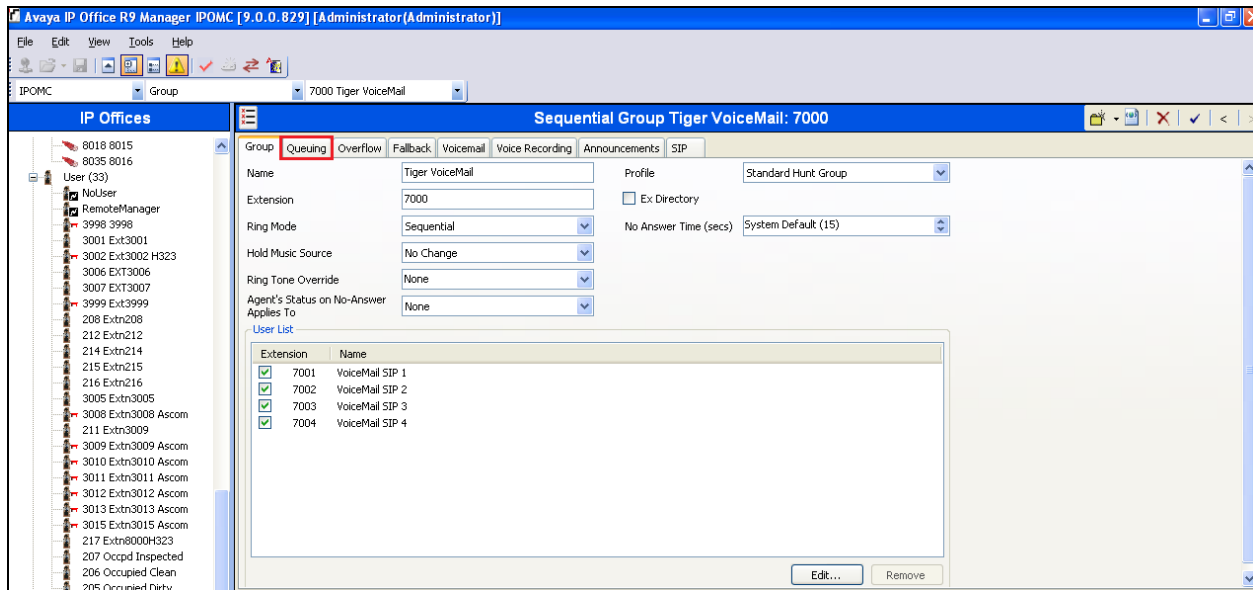 Avaya IP Office R9 Manager IPOMC [9.0.0.829] [Administrator(Administrator)]
File Edit View Tools Help
IPOMC Group 7000 Tiger VoiceMail
IP Offices
8018 8015
8035 8016
User (33)
NoUser
RemoteManager
3998 3998
3001 Ext3001
3002 Ext3002 H323
3006 EXT3006
3007 EXT3007
3999 Ext3999
208 Extn208
212 Extn212
214 Extn214
215 Extn215
216 Extn216
3005 Extn3005
3008 Extn3008 Ascom
211 Extn3009
3009 Extn3009 Ascom
3010 Extn3010 Ascom
3011 Extn3011 Ascom
3012 Extn3012 Ascom
3013 Extn3013 Ascom
3015 Extn3015 Ascom
217 Extn8000H323
207 Occpd Inspected
206 Occupied Clean
205 Occupied Dirty
Sequential Group Tiger VoiceMail: 7000
Group Queuing Overflow Fallback Voicemail Voice Recording Announcements SIP
Name Tiger VoiceMail Profile Standard Hunt Group
Extension 7000 Ex Directory
Ring Mode Sequential No Answer Time (secs) System Default (15)
Hold Music Source No Change
Ring Tone Override None
Agent's Status on No-Answer
Applies To None
User List
Extension Name
7001 VoiceMail SIP 1
7002 VoiceMail SIP 2
7003 VoiceMail SIP 3
7004 VoiceMail SIP 4
Edit... Remove